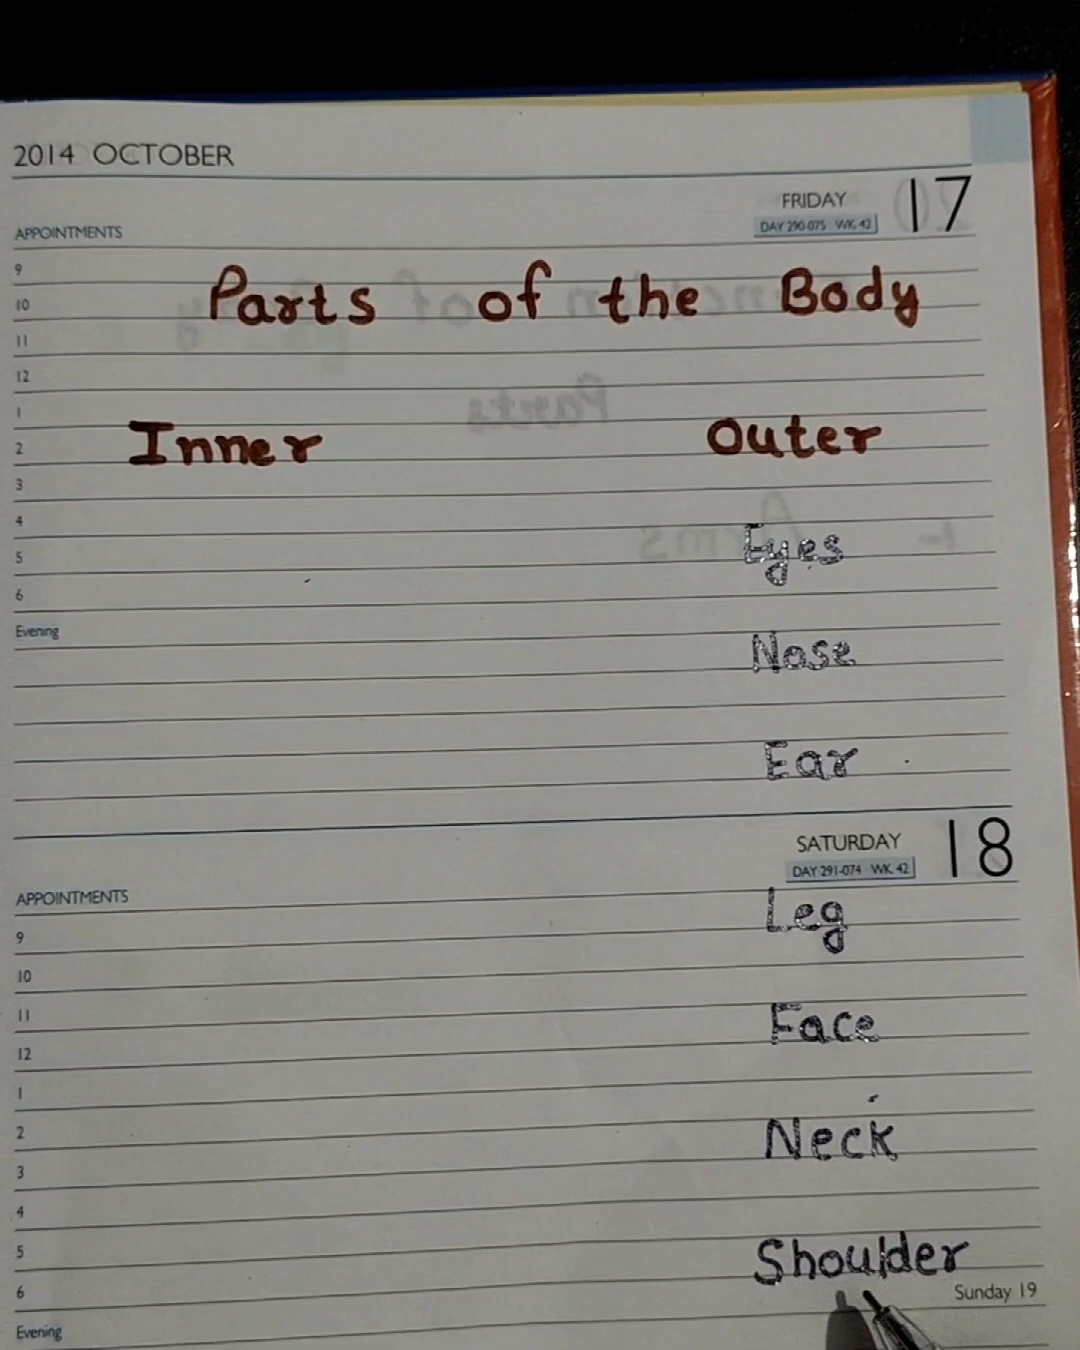 2014 OCTOBER
FRIDAY 17
DAY 290-075 WK. 42
APPOINTMENTS
9
Parts of the Body
10
11
12
1
Inner Outer
2
3
4
Eyes
5
6
Evening
Nose
Ear
SATURDAY 18
DAY 291-074 WK. 42
APPOINTMENTS
Leg
9
10
11
Face
12
1
2
Neck
3
4
5
Shoulder
6
Sunday 19
Evening